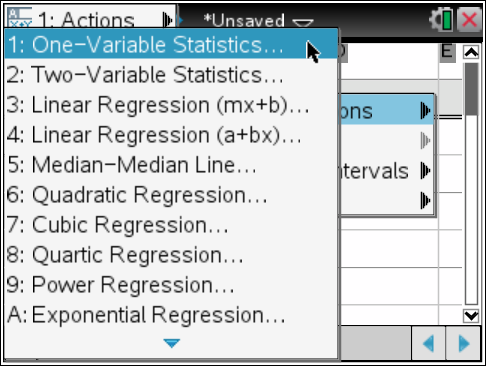 1: Actions
*Unsaved
1: One-Variable Statistics...
2: Two-Variable Statistics...
3: Linear Regression (mx+b)...
4: Linear Regression (a+bx)...
5: Median-Median Line...
6: Quadratic Regression...
7: Cubic Regression...
8: Quartic Regression...
9: Power Regression...
A: Exponential Regression...
E
ons
ntervals